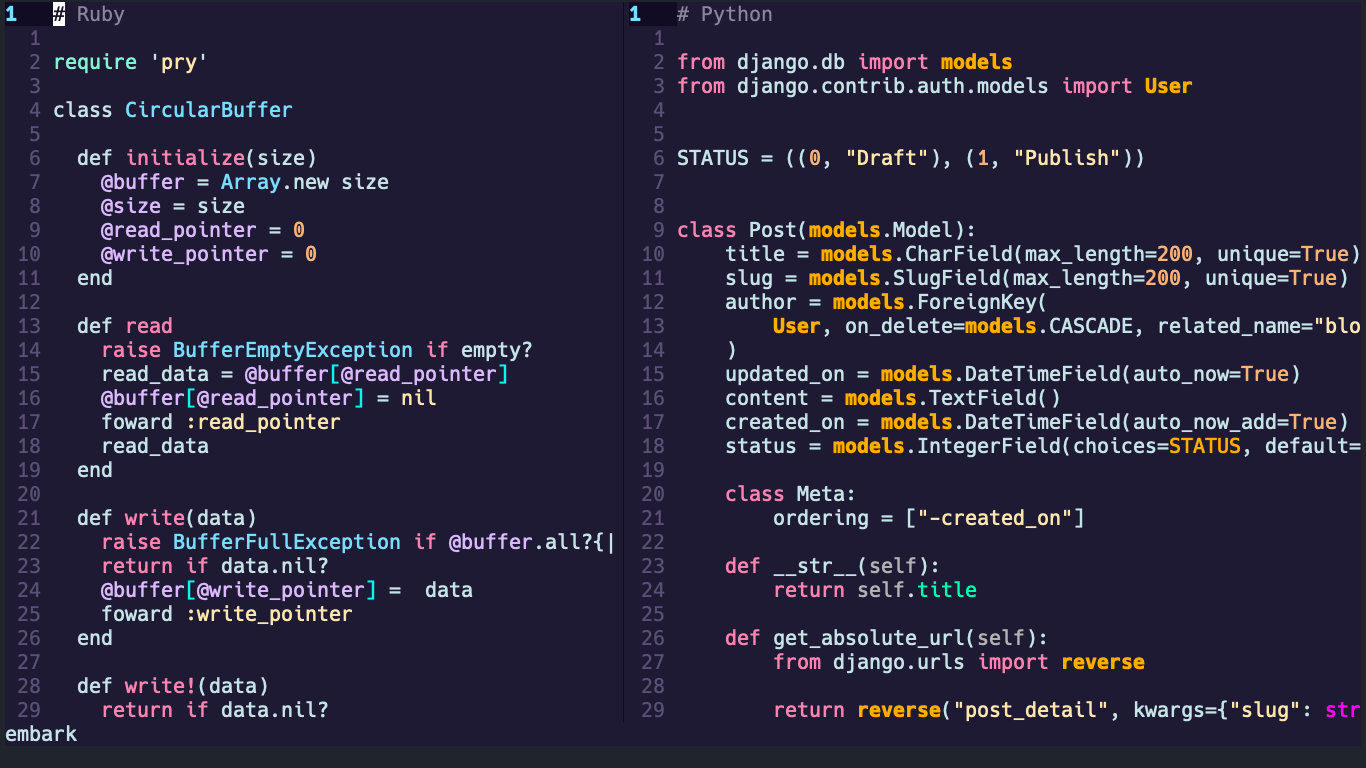 1 # Ruby
1
2 require 'pry'
3
4 class CircularBuffer
5
6 def initialize(size)
7 @buffer = Array.new size
8 @size = size
9 @read_pointer = 0
10 @write_pointer = 0
11 end
12
13 def read
14 raise BufferEmptyException if empty?
15 read_data = @buffer[@read_pointer]
16 @buffer[@read_pointer] = nil
17 foward :read_pointer
18 read_data
19 end
20
21 def write(data)
22 raise BufferFullException if @buffer.all?{|
23 return if data.nil?
24 @buffer[@write_pointer] =  data
25 foward :write_pointer
26 end
27
28 def write!(data)
29 return if data.nil?
1 # Python
1
2 from django.db import models
3 from django.contrib.auth.models import User
4
5
6 STATUS = ((0, "Draft"), (1, "Publish"))
7
8
9 class Post(models.Model):
10 title = models.CharField(max_length=200, unique=True)
11 slug = models.SlugField(max_length=200, unique=True)
12 author = models.ForeignKey(
13 User, on_delete=models.CASCADE, related_name="blo
14 )
15 updated_on = models.DateTimeField(auto_now=True)
16 content = models.TextField()
17 created_on = models.DateTimeField(auto_now_add=True)
18 status = models.IntegerField(choices=STATUS, default=
19
20 class Meta:
21 ordering = ["-created_on"]
22
23 def __str__(self):
24 return self.title
25
26 def get_absolute_url(self):
27 from django.urls import reverse
28
29 return reverse("post_detail", kwargs={"slug": str
embark